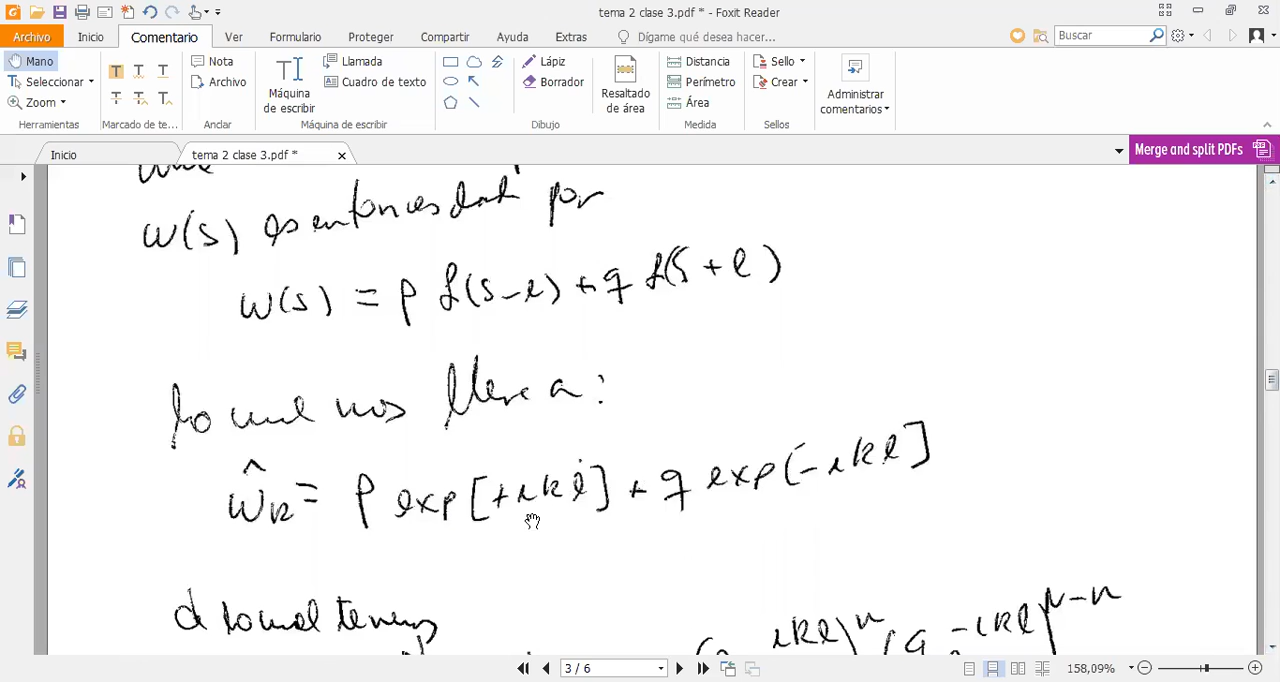 tema 2 clase 3.pdf * - Foxit Reader
Archivo Inicio Comentario Ver Formulario Proteger Compartir Ayuda Extras Dígame qué desea hacer... Buscar
Mano
Seleccionar
Zoom
Herramientas
T T T
T T T
Marcado de te...
Nota
Archivo
Anclar
Máquina de escribir
Llamada
Cuadro de texto
Máquina de escribir
Lápiz
Borrador
Dibujo
Resaltado de área
Distancia
Perímetro
Área
Medida
Sello
Crear
Sellos
Administrar comentarios
Inicio tema 2 clase 3.pdf * Merge and split PDFs
w(s) es entonces dado por
w(s) = p δ(s-l) + q δ(s+l)
lo cual nos lleva a:
ŵk = p exp[+ikl] + q exp[-ikl]
de lo cual tenemos
ikl)^n (q e^-ikl)^N-n
3 / 6 158,09%